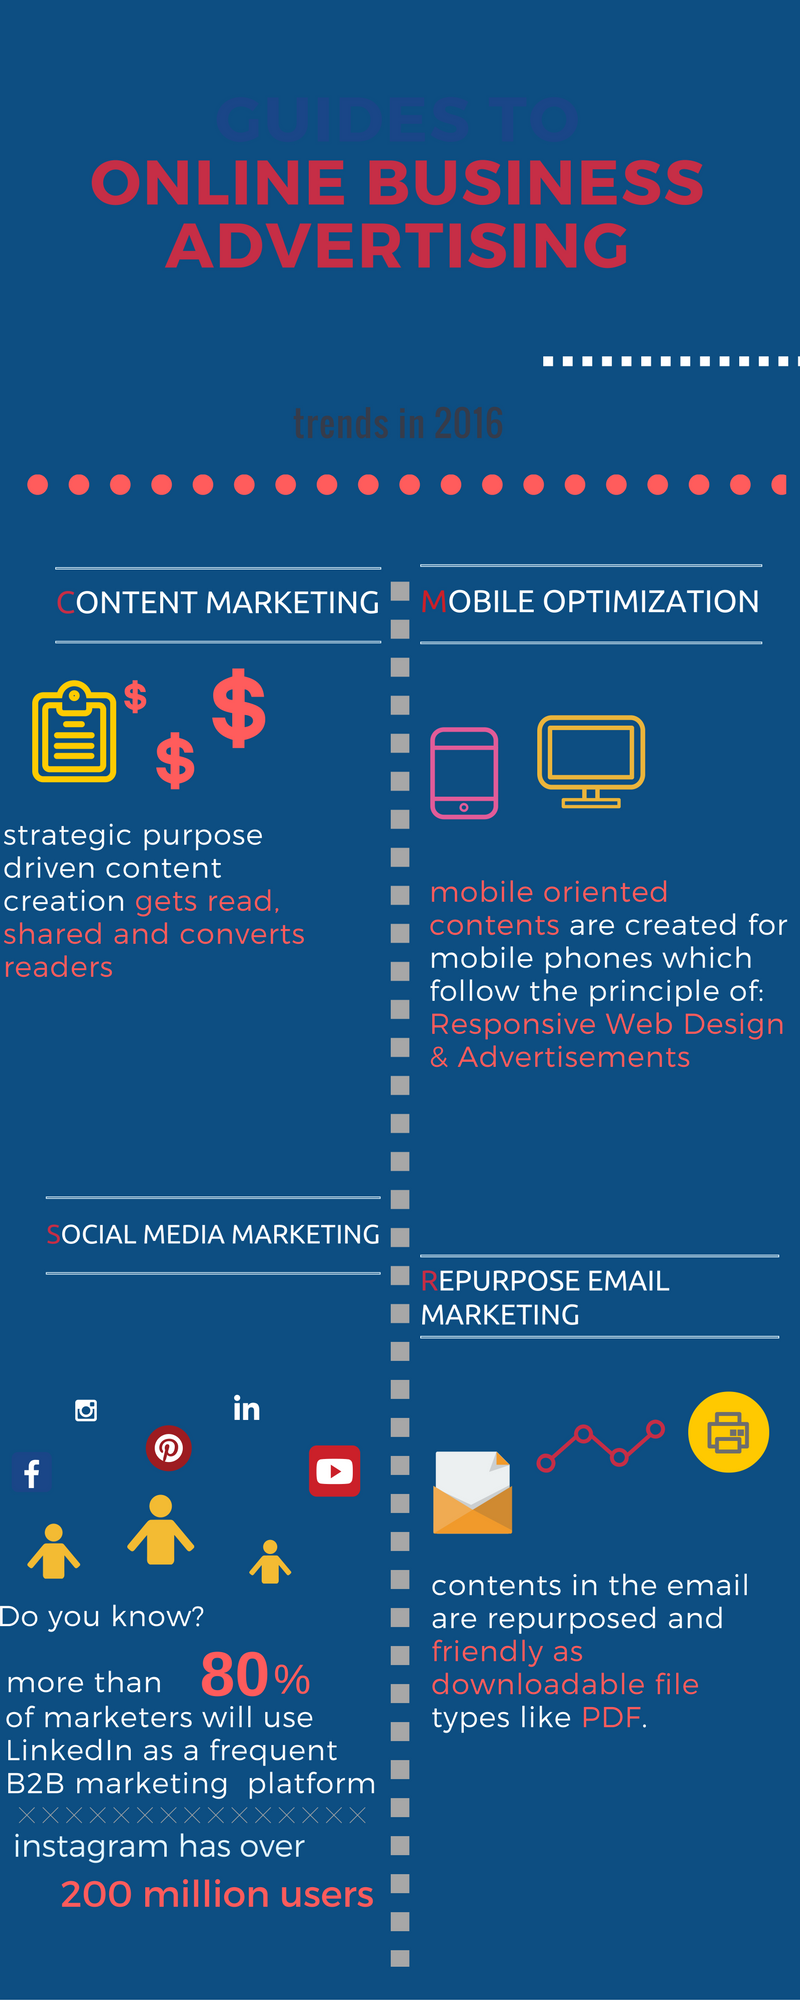 GUIDES TO
ONLINE BUSINESS
ADVERTISING
trends in 2016
CONTENT MARKETING
strategic purpose
driven content
creation gets read,
shared and converts
readers
MOBILE OPTIMIZATION
mobile oriented
contents are created for
mobile phones which
follow the principle of:
Responsive Web Design
& Advertisements
SOCIAL MEDIA MARKETING
in
f
Do you know?
more than 80%
of marketers will use
LinkedIn as a frequent
B2B marketing platform
instagram has over
200 million users
REPURPOSE EMAIL
MARKETING
contents in the email
are repurposed and
friendly as
downloadable file
types like PDF.